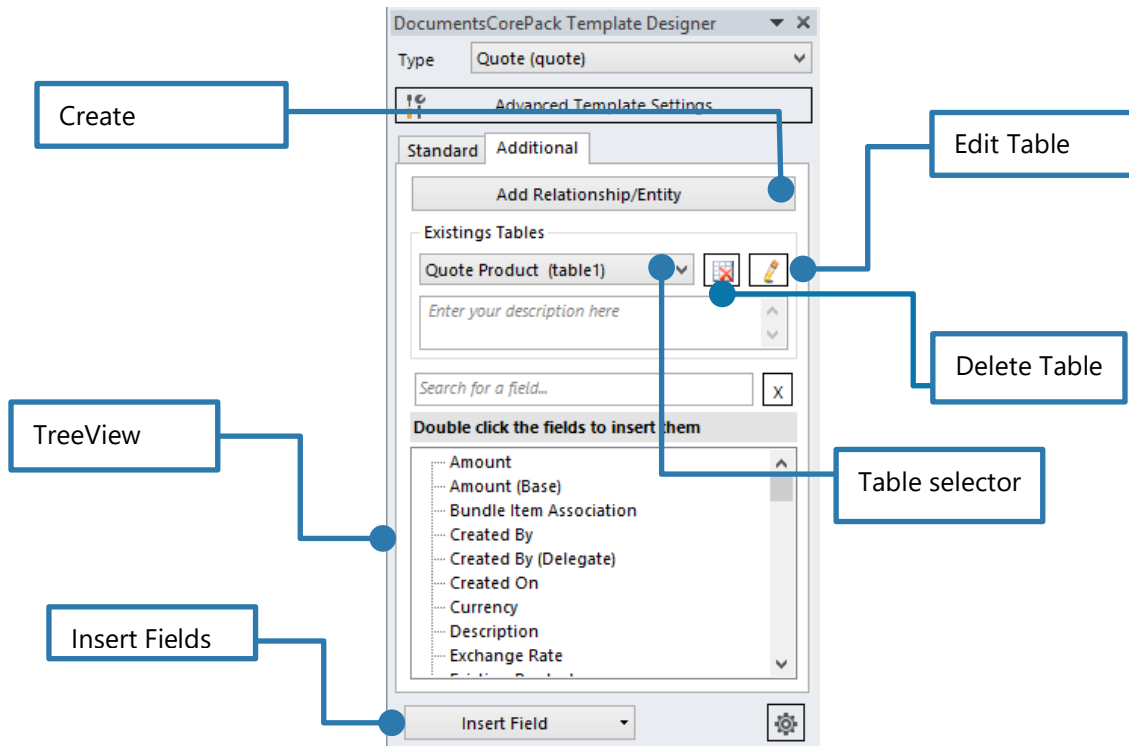 DocumentsCorePack Template Designer
Type Quote (quote)
Create
Advanced Template Settings
Standard Additional
Edit Table
Add Relationship/Entity
Existings Tables
Quote Product (table1)
Enter your description here
Delete Table
Search for a field... X
TreeView
Double click the fields to insert them
Amount
Amount (Base)
Table selector
Bundle Item Association
Created By
Created By (Delegate)
Created On
Currency
Insert Fields
Description
Exchange Rate
Insert Field